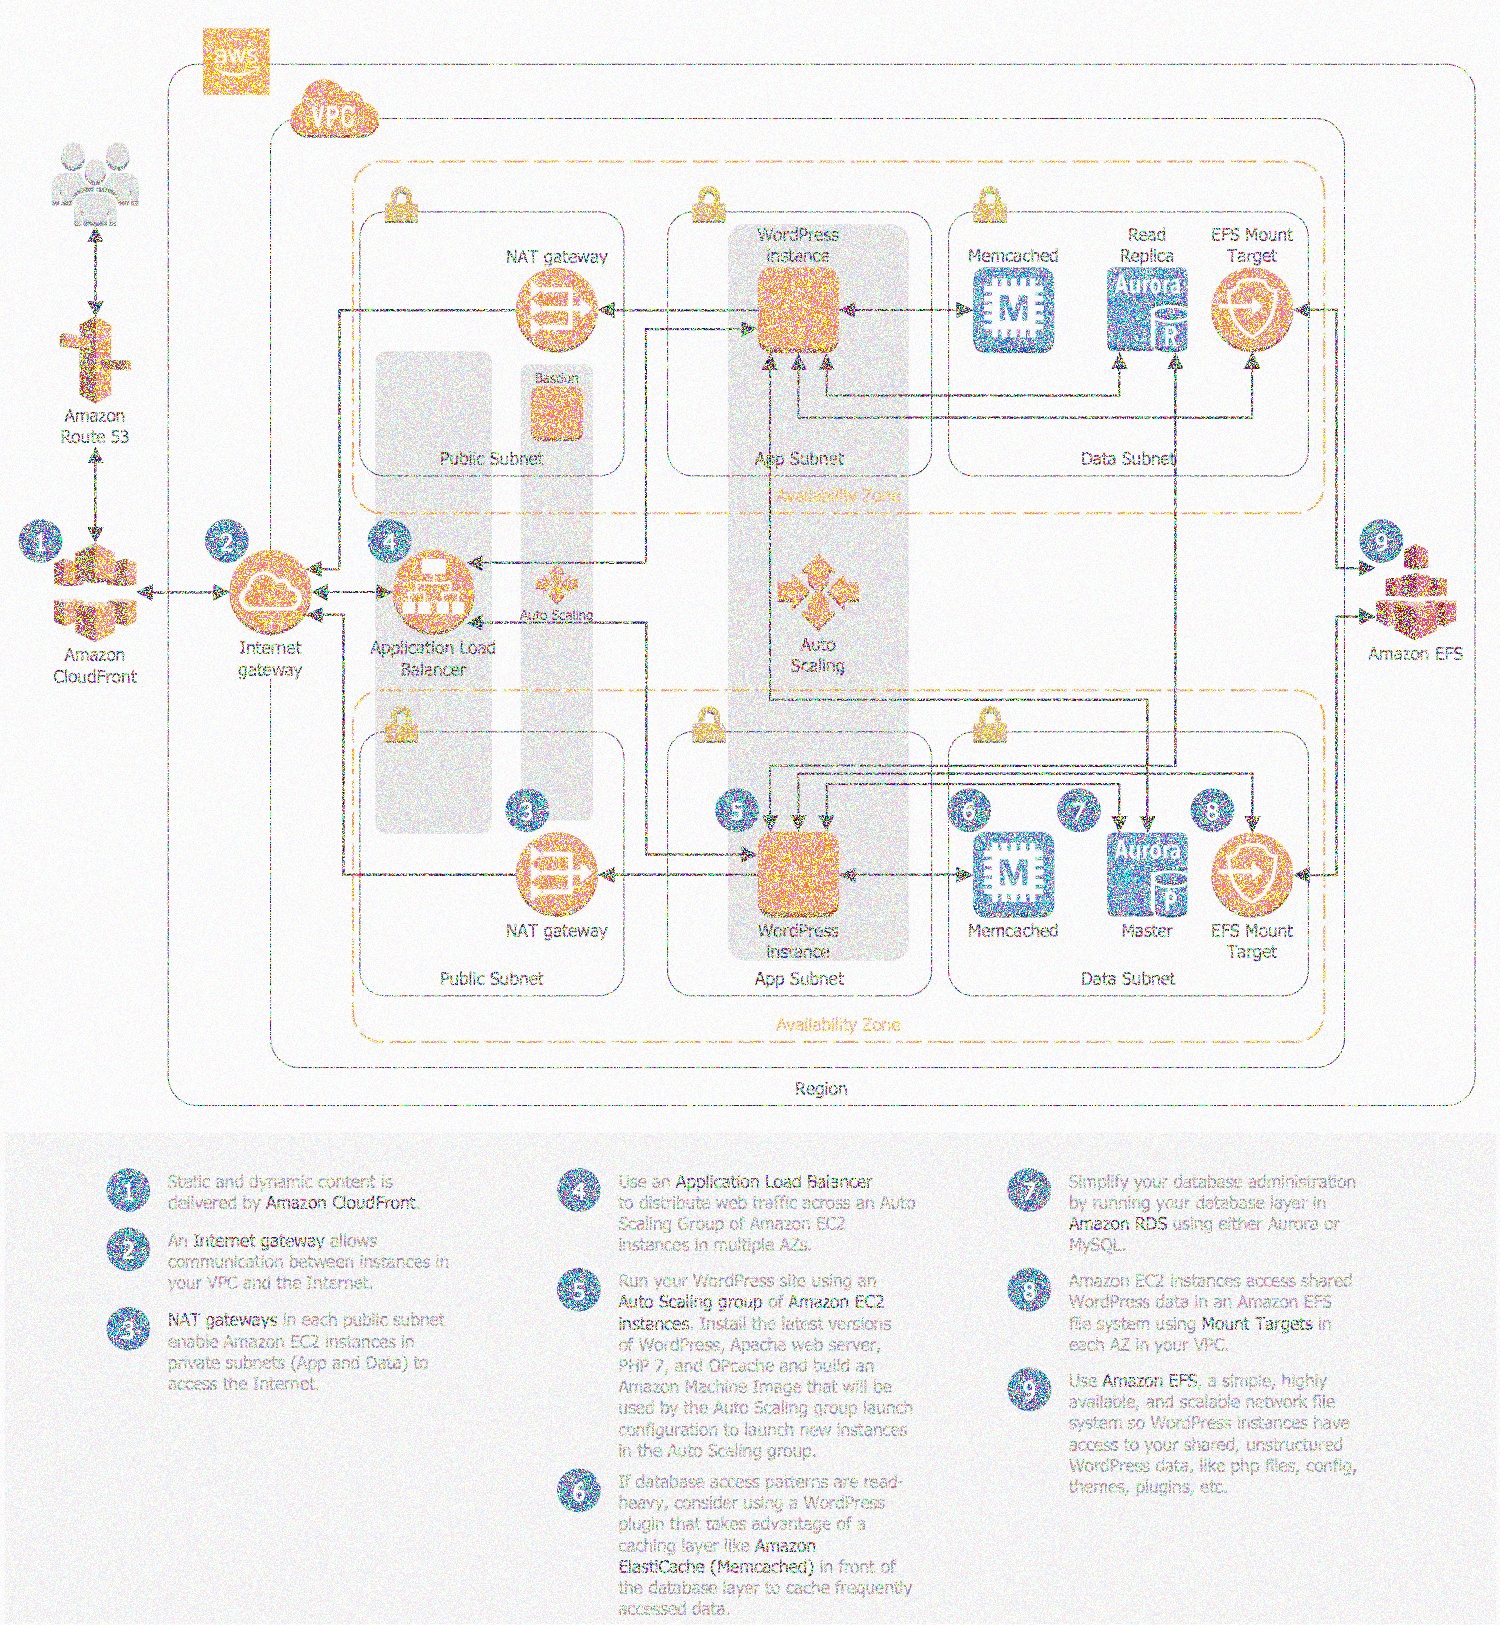 aws
VPC
WordPress
instance
NAT gateway
Memcached
Read
Replica
EFS Mount
Target
Aurora
M
R
Bastion
Amazon
Route 53
Public Subnet
App Subnet
Data Subnet
Availability Zone
1
2
4
9
Auto Scaling
Internet
gateway
Application Load
Balancer
Auto
Scaling
Amazon
CloudFront
Amazon EFS
3
5
6
7
8
Aurora
M
P
NAT gateway
WordPress
instance
Memcached
Master
EFS Mount
Target
Public Subnet
App Subnet
Data Subnet
Availability Zone
Region
1
Static and dynamic content is
delivered by Amazon CloudFront.
2
An Internet gateway allows
communication between instances in
your VPC and the Internet.
3
NAT gateways in each public subnet
enable Amazon EC2 instances in
private subnets (App and Data) to
access the Internet.
4
Use an Application Load Balancer
to distribute web traffic across an Auto
Scaling Group of Amazon EC2
instances in multiple AZs.
5
Run your WordPress site using an
Auto Scaling group of Amazon EC2
instances. Install the latest versions
of WordPress, Apache web server,
PHP 7, and OPcache and build an
Amazon Machine Image that will be
used by the Auto Scaling group launch
configuration to launch new instances
in the Auto Scaling group.
6
If database access patterns are read-
heavy, consider using a WordPress
plugin that takes advantage of a
caching layer like Amazon
ElastiCache (Memcached) in front of
the database layer to cache frequently
accessed data.
7
Simplify your database administration
by running your database layer in
Amazon RDS using either Aurora or
MySQL.
8
Amazon EC2 instances access shared
WordPress data in an Amazon EFS
file system using Mount Targets in
each AZ in your VPC.
9
Use Amazon EFS, a simple, highly
available, and scalable network file
system so WordPress instances have
access to your shared, unstructured
WordPress data, like php files, config,
themes, plugins, etc.